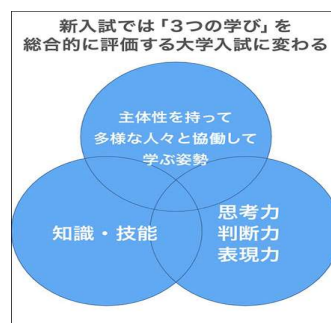 新入試では「３つの学び」を
総合的に評価する大学入試に変わる
主体性を持って
多様な人々と協働して
学ぶ姿勢
知識・技能
思考力
判断力
表現力